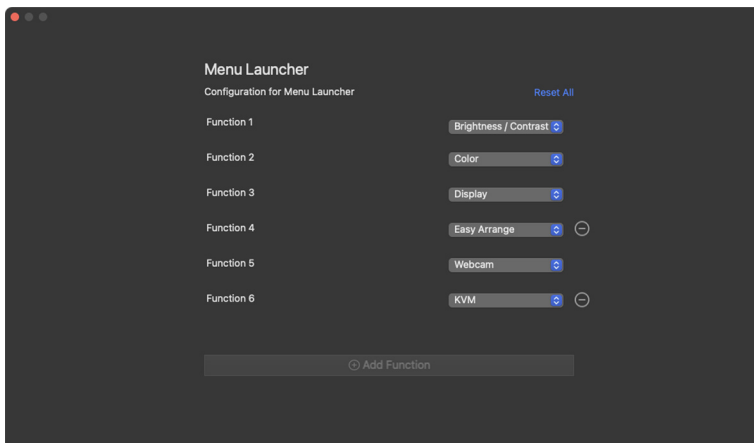 Menu Launcher
Configuration for Menu Launcher Reset All
Function 1 Brightness / Contrast
Function 2 Color
Function 3 Display
Function 4 Easy Arrange
Function 5 Webcam
Function 6 KVM
Add Function